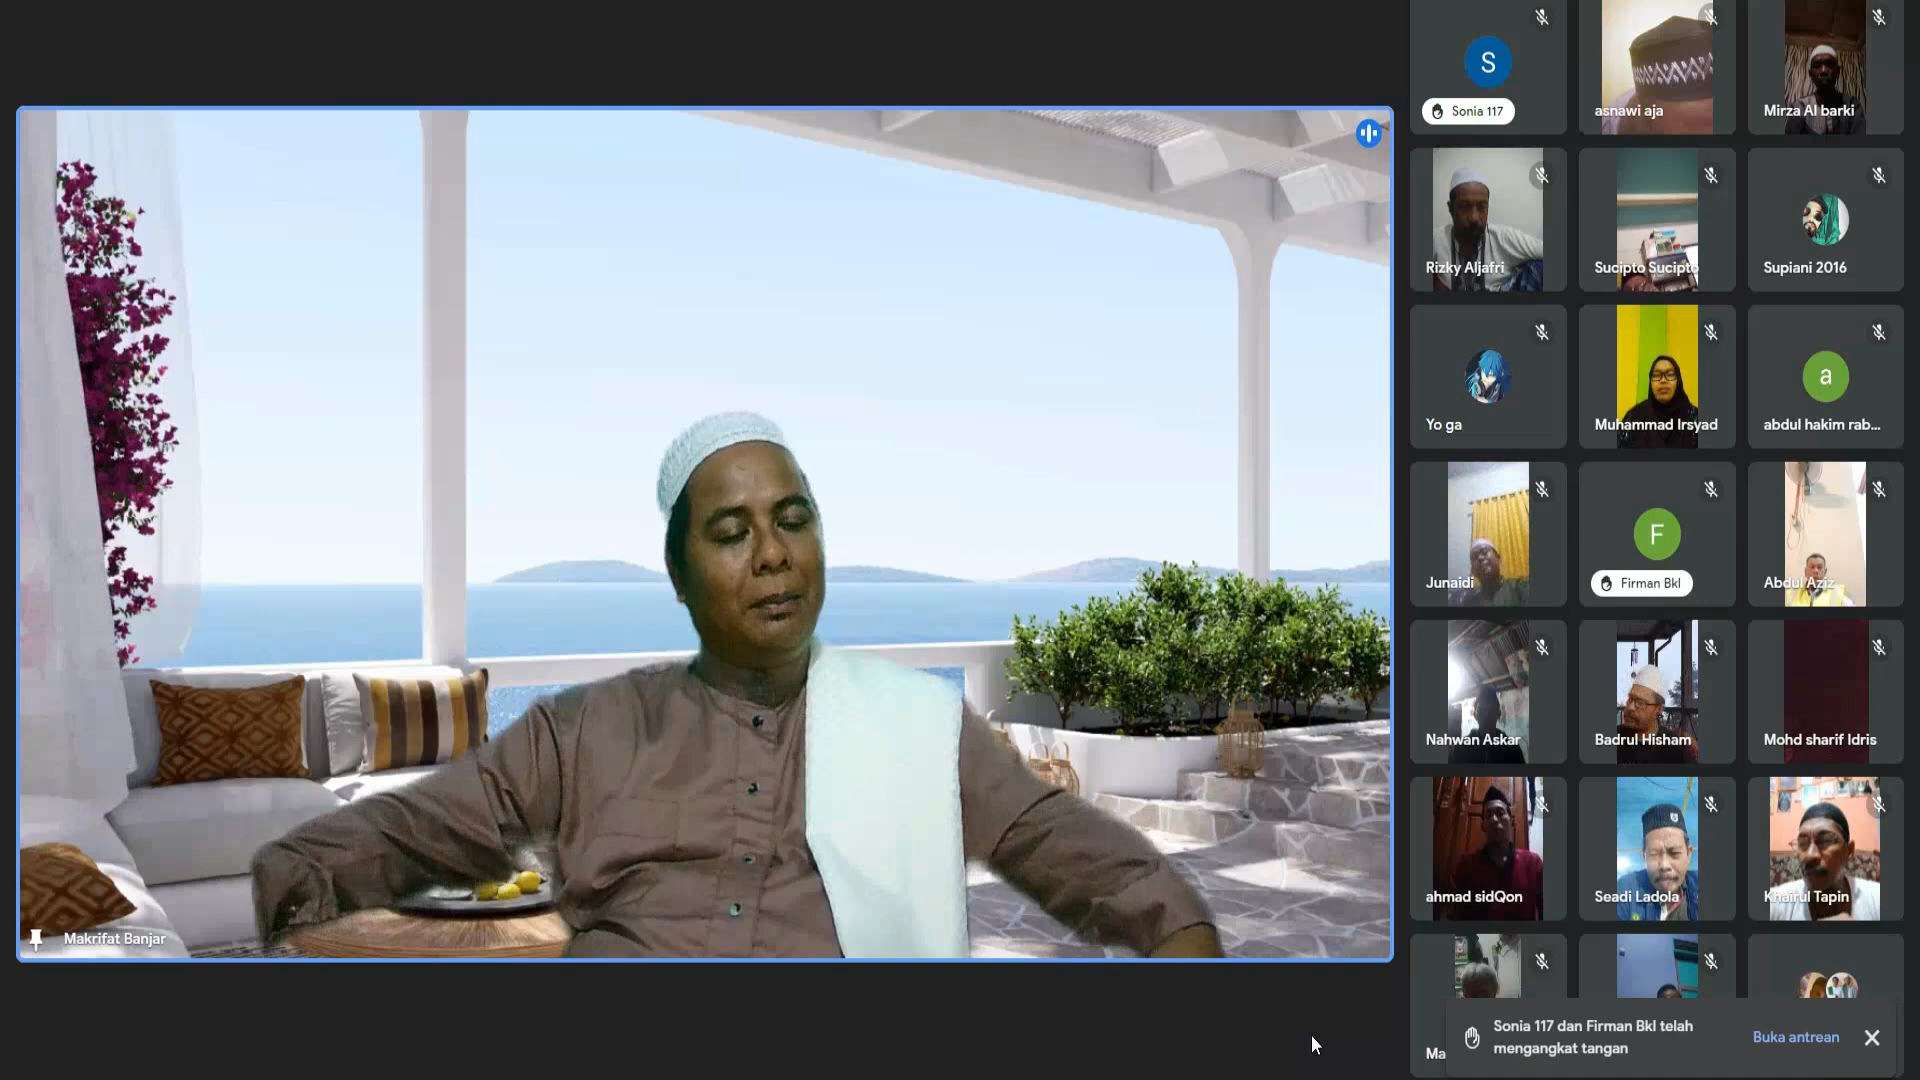 S
Sonia 117
asnawi aja
Mirza Al barki
Rizky Aljafri
Sucipto Sucipto
Supiani 2016
Yo ga
Muhammad Irsyad
a
abdul hakim rab...
Junaidi
F
Firman Bkl
Abdul Aziz
Nahwan Askar
Badrul Hisham
Mohd sharif Idris
ahmad sidQon
Seadi Ladola
Khairul Tapin
Makrifat Banjar
Ma
Sonia 117 dan Firman Bkl telah
mengangkat tangan
Buka antrean